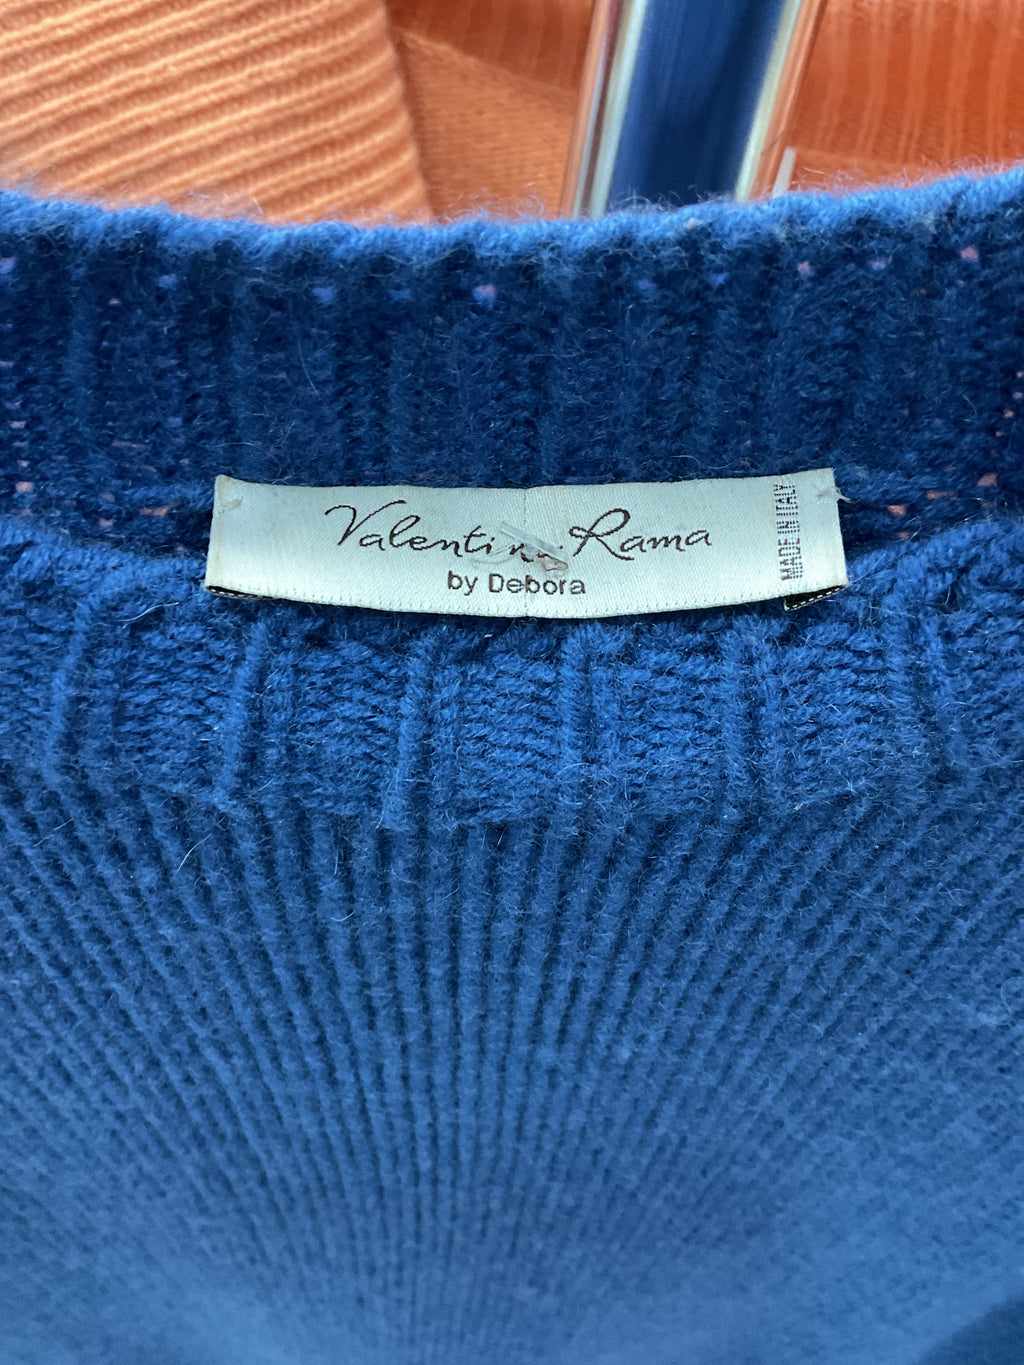 Valentina Rama
by Debora
MADE IN ITALY